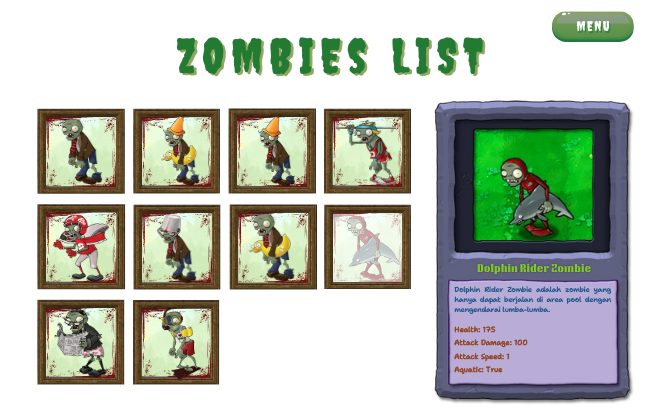 MENU
ZOMBIES LIST
Dolphin Rider Zombie
Dolphin Rider Zombie adalah zombie yang
hanya dapat berjalan di area pool dengan
mengendarai lumba-lumba.
Health: 175
Attack Damage: 100
Attack Speed: 1
Aquatic: True